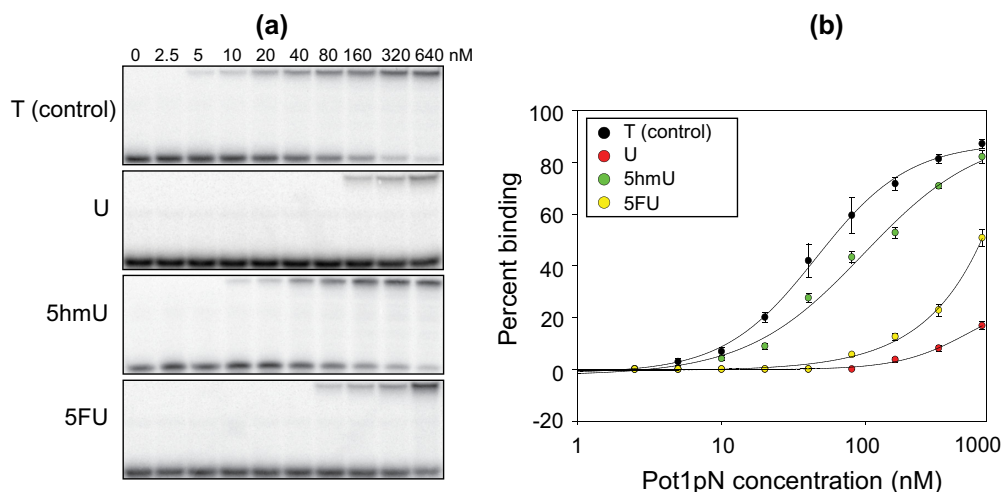 (a)
0 2.5 5 10 20 40 80 160 320 640 nM
T (control)
U
5hmU
5FU
(b)
100
80
60
40
20
0
-20
Percent binding
T (control)
U
5hmU
5FU
1 10 100 1000
Pot1pN concentration (nM)